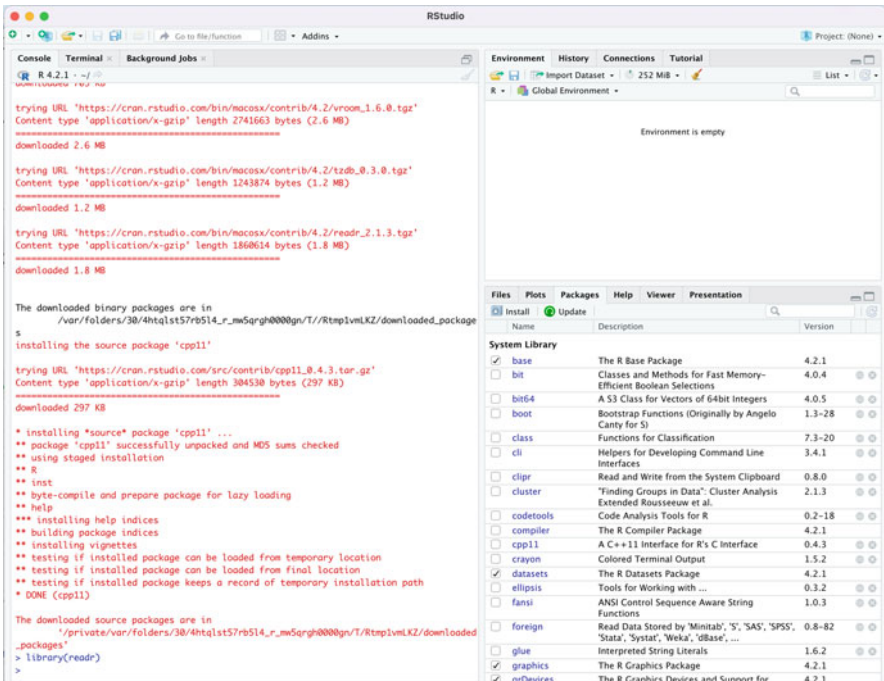 RStudio
Go to file/function
Addins
Project: (None)
Console Terminal Background Jobs
R 4.2.1 · ~/
downloaded 705 KB
trying URL 'https://cran.rstudio.com/bin/macosx/contrib/4.2/vroom_1.6.0.tgz'
Content type 'application/x-gzip' length 2741663 bytes (2.6 MB)
==================================================
downloaded 2.6 MB
trying URL 'https://cran.rstudio.com/bin/macosx/contrib/4.2/tzdb_0.3.0.tgz'
Content type 'application/x-gzip' length 1243874 bytes (1.2 MB)
==================================================
downloaded 1.2 MB
trying URL 'https://cran.rstudio.com/bin/macosx/contrib/4.2/readr_2.1.3.tgz'
Content type 'application/x-gzip' length 1860614 bytes (1.8 MB)
==================================================
downloaded 1.8 MB
The downloaded binary packages are in
/var/folders/30/4htqlst57rb5l4_r_mw5qrgh0000gn/T//Rtmp1vmLKZ/downloaded_package
s
installing the source package 'cpp11'
trying URL 'https://cran.rstudio.com/src/contrib/cpp11_0.4.3.tar.gz'
Content type 'application/x-gzip' length 304530 bytes (297 KB)
==================================================
downloaded 297 KB
* installing *source* package 'cpp11' ...
** package 'cpp11' successfully unpacked and MD5 sums checked
** using staged installation
** R
** inst
** byte-compile and prepare package for lazy loading
** help
*** installing help indices
** building package indices
** installing vignettes
** testing if installed package can be loaded from temporary location
** testing if installed package can be loaded from final location
** testing if installed package keeps a record of temporary installation path
* DONE (cpp11)
The downloaded source packages are in
'/private/var/folders/30/4htqlst57rb5l4_r_mw5qrgh0000gn/T/Rtmp1vmLKZ/downloaded
_packages'
> library(readr)
>
Environment History Connections Tutorial
Import Dataset 252 MiB List
R Global Environment
Environment is empty
Files Plots Packages Help Viewer Presentation
Install Update
Name Description Version
System Library
base The R Base Package 4.2.1
bit Classes and Methods for Fast Memory- 4.0.4
Efficient Boolean Selections
bit64 A S3 Class for Vectors of 64bit Integers 4.0.5
boot Bootstrap Functions (Originally by Angelo 1.3-28
Canty for S)
class Functions for Classification 7.3-20
cli Helpers for Developing Command Line 3.4.1
Interfaces
clipr Read and Write from the System Clipboard 0.8.0
cluster "Finding Groups in Data": Cluster Analysis 2.1.3
Extended Rousseeuw et al.
codetools Code Analysis Tools for R 0.2-18
compiler The R Compiler Package 4.2.1
cpp11 A C++11 Interface for R's C Interface 0.4.3
crayon Colored Terminal Output 1.5.2
datasets The R Datasets Package 4.2.1
ellipsis Tools for Working with ... 0.3.2
fansi ANSI Control Sequence Aware String 1.0.3
Functions
foreign Read Data Stored by 'Minitab', 'S', 'SAS', 'SPSS', 0.8-82
'Stata', 'Systat', 'Weka', 'dBase', ...
glue Interpreted String Literals 1.6.2
graphics The R Graphics Package 4.2.1
grDevices The R Graphics Devices and Support for 4.2.1